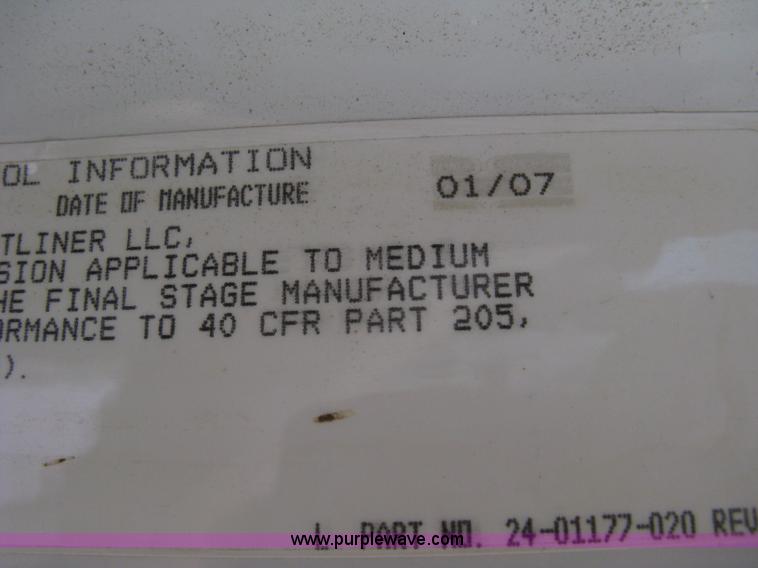 OL INFORMATION
DATE OF MANUFACTURE 01/07
TLINER LLC,
SION APPLICABLE TO MEDIUM
HE FINAL STAGE MANUFACTURER
ORMANCE TO 40 CFR PART 205,
).
PART NO. 24-01177-020 REV
www.purplewave.com